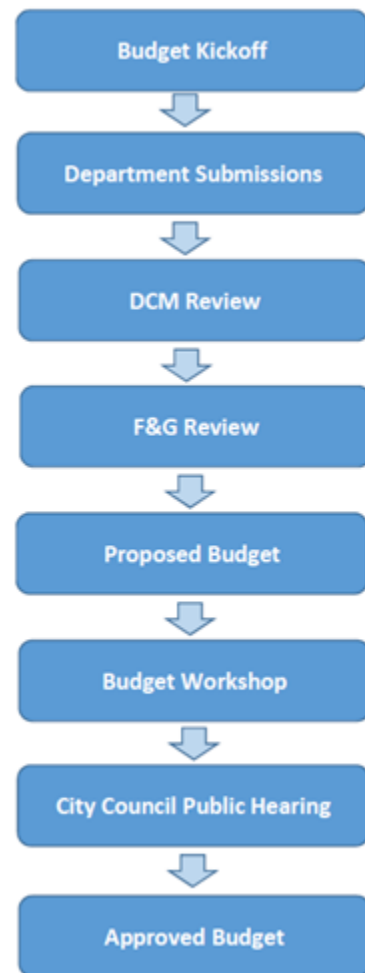 Budget Kickoff
Department Submissions
DCM Review
F&G Review
Proposed Budget
Budget Workshop
City Council Public Hearing
Approved Budget